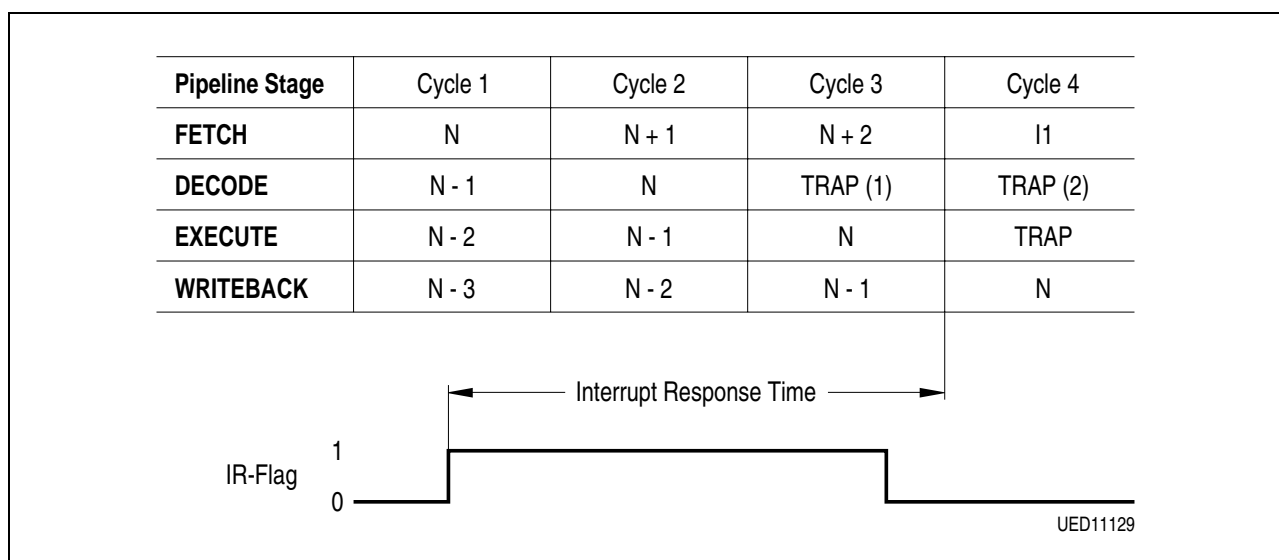 Pipeline Stage Cycle 1 Cycle 2 Cycle 3 Cycle 4
FETCH N N + 1 N + 2 I1
DECODE N - 1 N TRAP (1) TRAP (2)
EXECUTE N - 2 N - 1 N TRAP
WRITEBACK N - 3 N - 2 N - 1 N
Interrupt Response Time
1
IR-Flag
0
UED11129